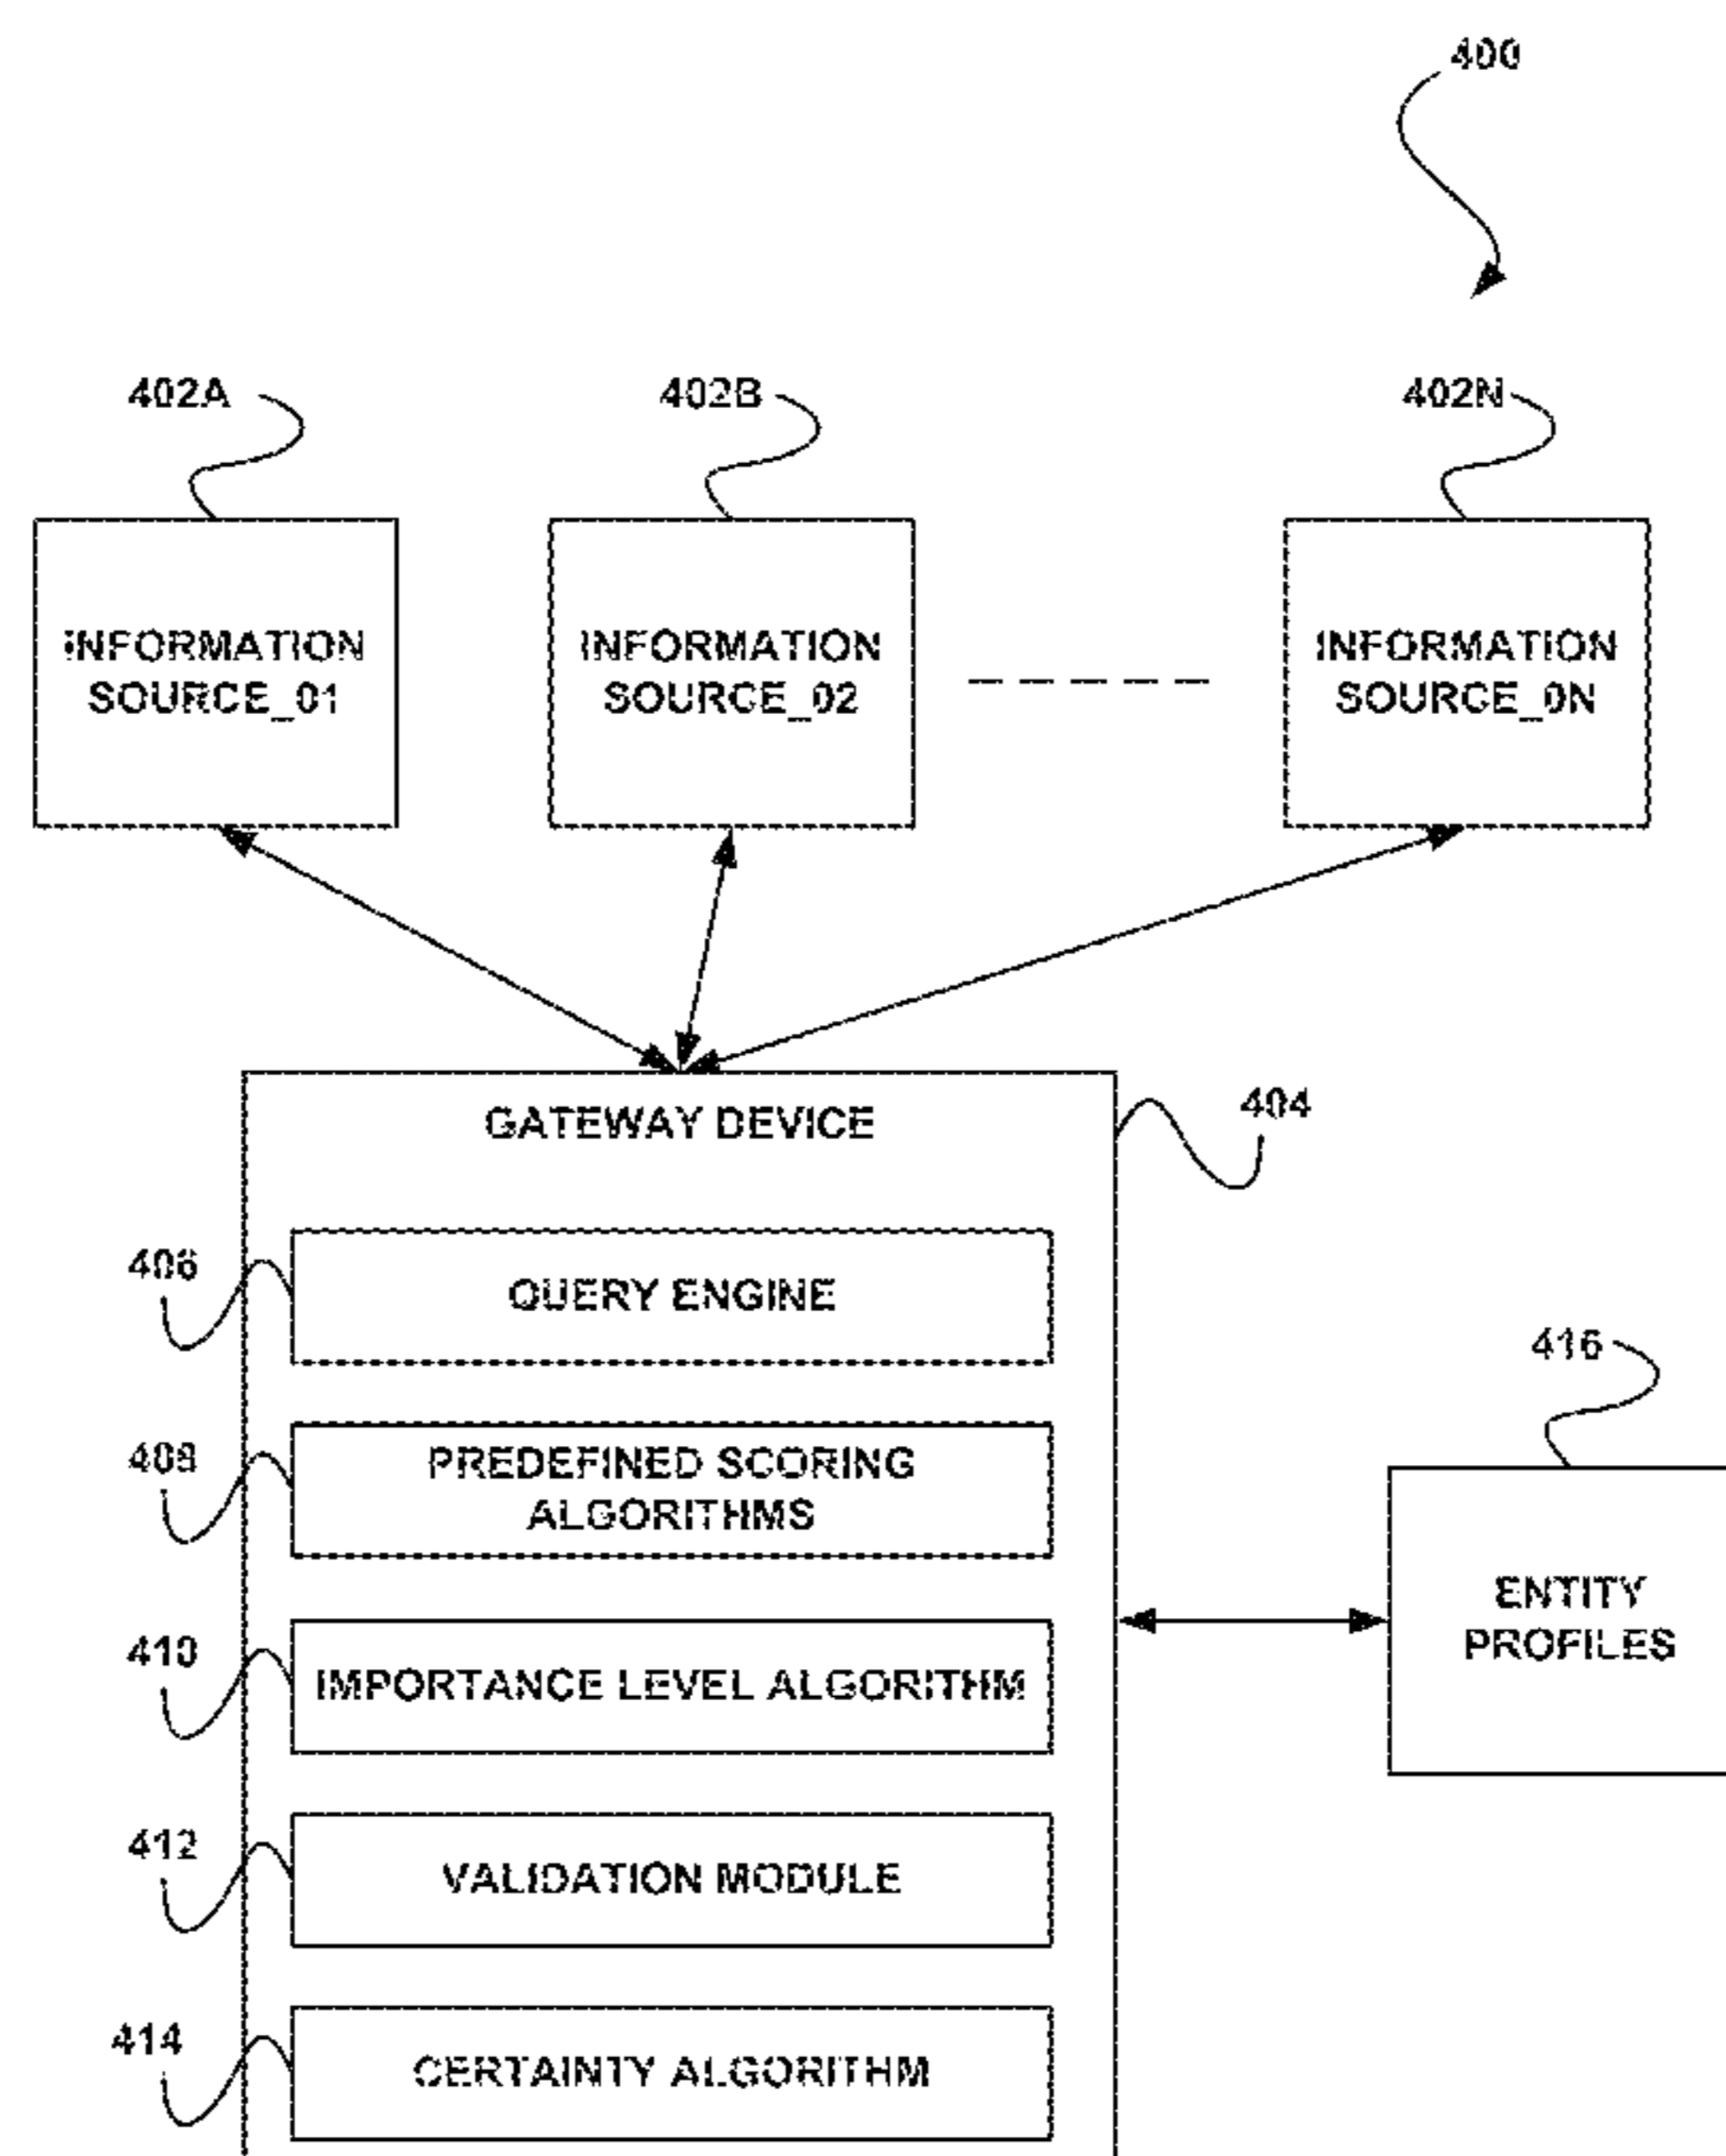 400
402A
402B
402N
INFORMATION
SOURCE_01
INFORMATION
SOURCE_02
INFORMATION
SOURCE_0N
GATEWAY DEVICE
404
406
QUERY ENGINE
416
408
PREDEFINED SCORING
ALGORITHMS
ENTITY
PROFILES
410
IMPORTANCE LEVEL ALGORITHM
412
VALIDATION MODULE
414
CERTAINTY ALGORITHM